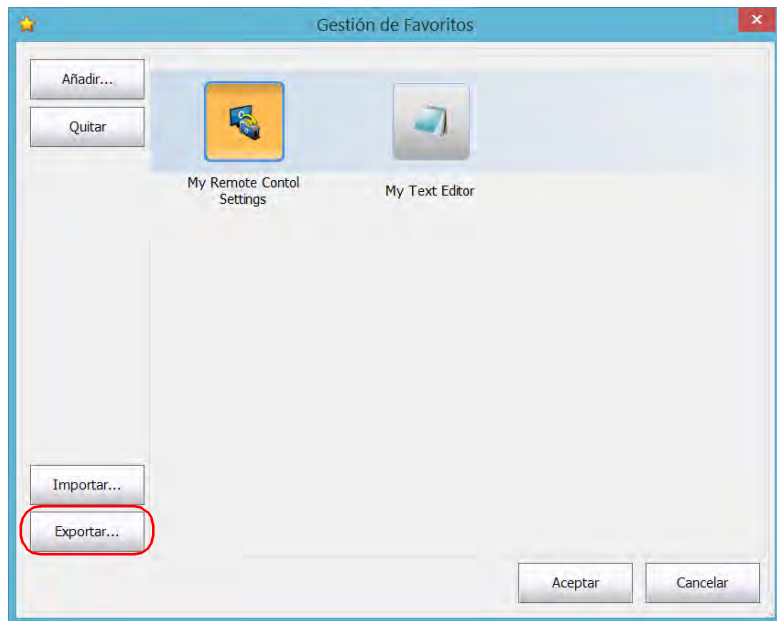 Gestión de Favoritos
Añadir...
Quitar
My Remote Contol
Settings
My Text Editor
Importar...
Exportar...
Aceptar
Cancelar